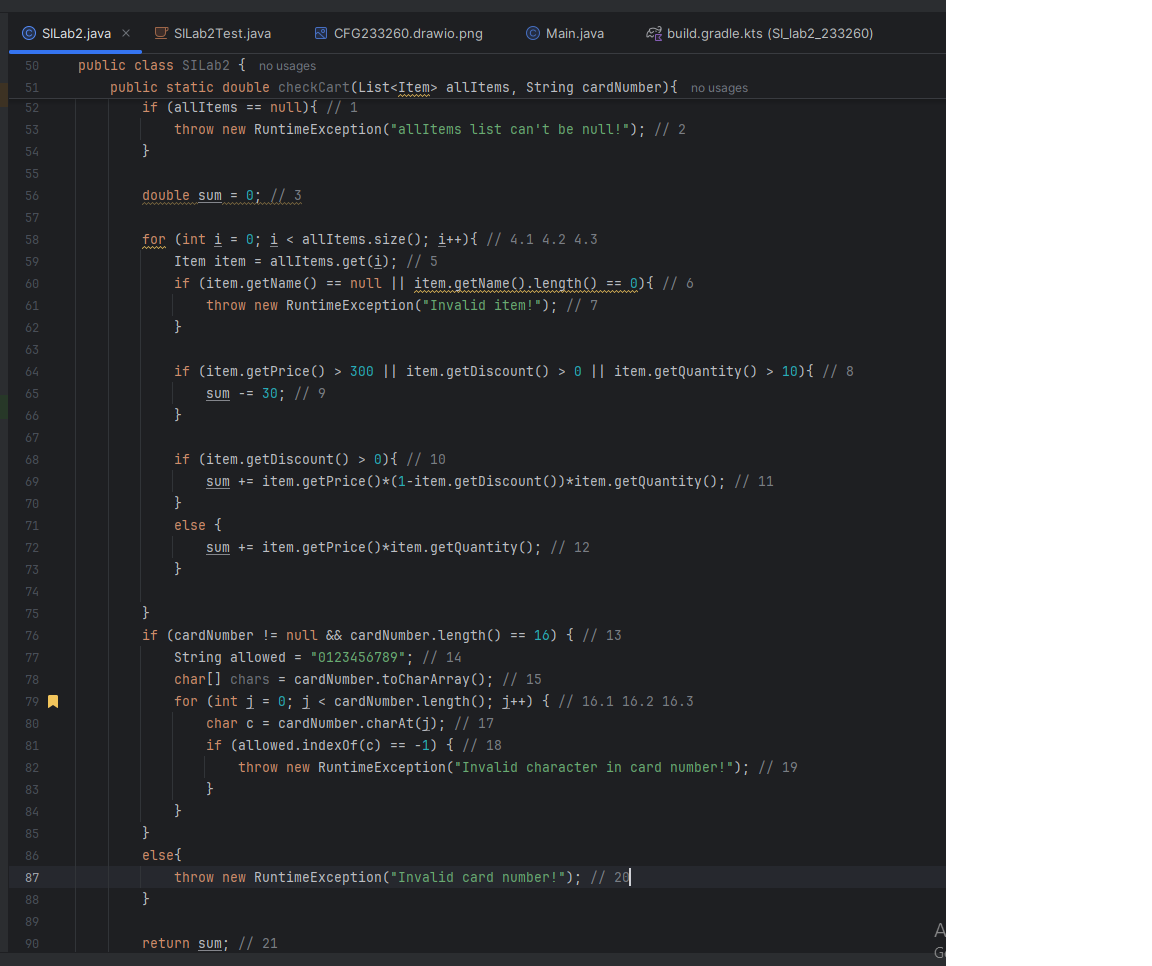 SILab2.java × SILab2Test.java CFG233260.drawio.png Main.java build.gradle.kts (SI_lab2_233260)
50 public class SILab2 { no usages
51 public static double checkCart(List<Item> allItems, String cardNumber){ no usages
52 if (allItems == null){ // 1
53 throw new RuntimeException("allItems list can't be null!"); // 2
54 }
55
56 double sum = 0; // 3
57
58 for (int i = 0; i < allItems.size(); i++){ // 4.1 4.2 4.3
59 Item item = allItems.get(i); // 5
60 if (item.getName() == null || item.getName().length() == 0){ // 6
61 throw new RuntimeException("Invalid item!"); // 7
62 }
63
64 if (item.getPrice() > 300 || item.getDiscount() > 0 || item.getQuantity() > 10){ // 8
65 sum -= 30; // 9
66 }
67
68 if (item.getDiscount() > 0){ // 10
69 sum += item.getPrice()*(1-item.getDiscount())*item.getQuantity(); // 11
70 }
71 else {
72 sum += item.getPrice()*item.getQuantity(); // 12
73 }
74
75 }
76 if (cardNumber != null && cardNumber.length() == 16) { // 13
77 String allowed = "0123456789"; // 14
78 char[] chars = cardNumber.toCharArray(); // 15
79 for (int j = 0; j < cardNumber.length(); j++) { // 16.1 16.2 16.3
80 char c = cardNumber.charAt(j); // 17
81 if (allowed.indexOf(c) == -1) { // 18
82 throw new RuntimeException("Invalid character in card number!"); // 19
83 }
84 }
85 }
86 else{
87 throw new RuntimeException("Invalid card number!"); // 20
88 }
89
90 return sum; // 21